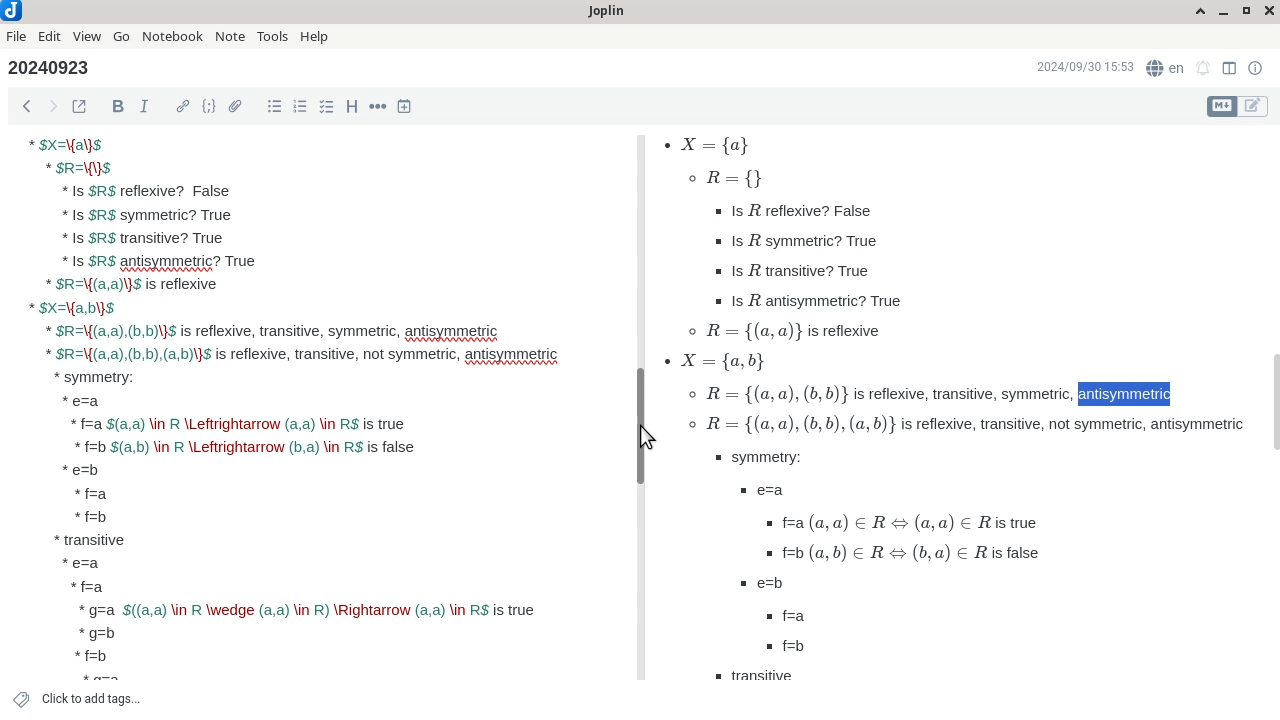 Joplin
File Edit View Go Notebook Note Tools Help
20240923
2024/09/30 15:53 en
* $X=\{a\}$
* $R=\{\}$
* Is $R$ reflexive?  False
* Is $R$ symmetric? True
* Is $R$ transitive? True
* Is $R$ antisymmetric? True
* $R=\{(a,a)\}$ is reflexive
* $X=\{a,b\}$
* $R=\{(a,a),(b,b)\}$ is reflexive, transitive, symmetric, antisymmetric
* $R=\{(a,a),(b,b),(a,b)\}$ is reflexive, transitive, not symmetric, antisymmetric
* symmetry:
* e=a
* f=a $(a,a) \in R \Leftrightarrow (a,a) \in R$ is true
* f=b $(a,b) \in R \Leftrightarrow (b,a) \in R$ is false
* e=b
* f=a
* f=b
* transitive
* e=a
* f=a
* g=a  $((a,a) \in R \wedge (a,a) \in R) \Rightarrow (a,a) \in R$ is true
* g=b
* f=b
* g=a
• X = {a}
◦ R = {}
▪ Is R reflexive? False
▪ Is R symmetric? True
▪ Is R transitive? True
▪ Is R antisymmetric? True
◦ R = {(a, a)} is reflexive
• X = {a, b}
◦ R = {(a, a), (b, b)} is reflexive, transitive, symmetric, antisymmetric
◦ R = {(a, a), (b, b), (a, b)} is reflexive, transitive, not symmetric, antisymmetric
▪ symmetry:
▪ e=a
▪ f=a (a, a) ∈ R ⇔ (a, a) ∈ R is true
▪ f=b (a, b) ∈ R ⇔ (b, a) ∈ R is false
▪ e=b
▪ f=a
▪ f=b
▪ transitive
Click to add tags...